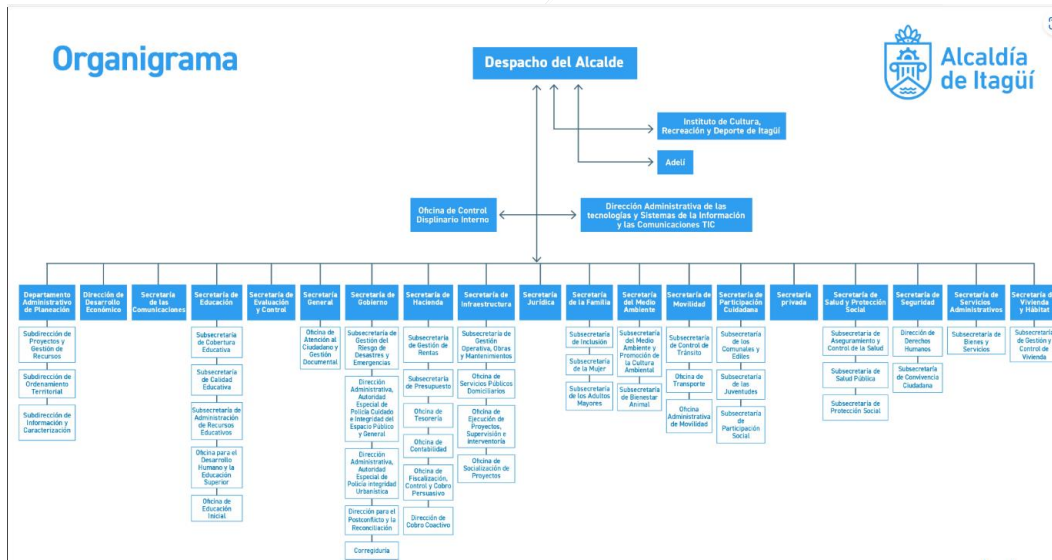 Organigrama
Despacho del Alcalde
Alcaldía
de Itagüí
Instituto de Cultura,
Recreación y Deporte de Itagüí
Adelí
Oficina de Control
Displinario Interno
Dirección Administrativa de las
tecnologías y Sistemas de la Información
y las Comunicaciones TIC
Departamento
Administrativo
de Planeación
Subdirección de
Proyectos y
Gestión de
Recursos
Subdirección de
Ordenamiento
Territorial
Subdirección de
Información y
Caracterización
Dirección de
Desarrollo
Económico
Secretaría
de las
Comunicaciones
Secretaría de
Educación
Subsecretaría
de Cobertura
Educativa
Subsecretaría
de Calidad
Educativa
Subsecretaría de
Administración
de Recursos
Educativos
Oficina para el
Desarrollo
Humano y la
Educación
Superior
Oficina de
Educación
Inicial
Secretaría de
Evaluación
y Control
Secretaría
General
Oficina de
Atención al
Ciudadano y
Gestión
Documental
Secretaría de
Gobierno
Subsecretaría de
Gestión del
Riesgo de
Desastres y
Emergencias
Dirección
Administrativa,
Autoridad
Especial de
Policía Cuidado
e Integridad del
Espacio Público
y General
Dirección
Administrativa,
Autoridad
Especial de
Policía integridad
Urbanística
Dirección para el
Postconflicto y la
Reconciliación
Corregiduría
Secretaría de
Hacienda
Subsecretaría
de Gestión de
Rentas
Subsecretaría
de Presupuesto
Oficina de
Tesorería
Oficina de
Contabilidad
Oficina de
Fiscalización,
Control y Cobro
Persuasivo
Dirección de
Cobro Coactivo
Secretaría de
Infraestructura
Subsecretaría de
Gestión
Operativa, Obras
y Mantenimientos
Oficina de
Servicios Públicos
Domiciliarios
Oficina de
Ejecución de
Proyectos,
Supervisión e
Interventoría
Oficina de
Socialización de
Proyectos
Secretaría
Jurídica
Secretaría
de la Familia
Subsecretaría
de Inclusión
Subsecretaría
de la Mujer
Subsecretaría
de los Adultos
Mayores
Secretaría
del Medio
Ambiente
Subsecretaría
del Medio
Ambiente y
Promoción de
la Cultura
Ambiental
Subsecretaría
de Bienestar
Animal
Secretaría
de Movilidad
Subsecretaría
de Control de
Tránsito
Oficina de
Transporte
Oficina
Administrativa
de Movilidad
Secretaría de
Participación
Cuidadana
Subsecretaría
de los
Comunales y
Ediles
Subsecretaría
de las
Juventudes
Subsecretaría
de
Participación
Social
Secretaría
Privada
Secretaría de
Salud y Protección
Social
Subsecretaría de
Aseguramiento y
Control de la Salud
Subsecretaría de
Salud Pública
Subsecretaría de
Protección Social
Secretaría
de Seguridad
Dirección de
Derechos
Humanos
Subsecretaría
de Convivencia
Ciudadana
Secretaría de
Servicios
Administrativos
Subsecretaría de
Bienes y
Servicios
Secretaría de
Vivienda
y Hábitat
Subsecretaría
de Gestión y
Control de
Vivienda